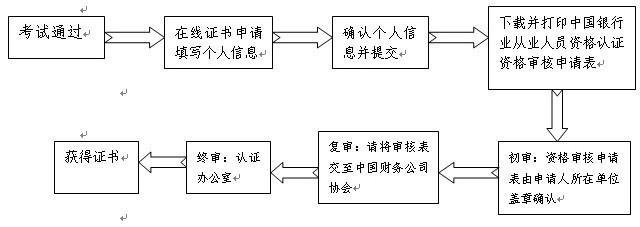 考试通过
在线证书申请
填写个人信息
确认个人信
息并提交
下载并打印中国银行
业从业人员资格认证
资格审核申请表
初审：资格审核申请
表由申请人所在单位
盖章确认
复审：请将审核表
交至中国财务公司
协会
终审：认证
办公室
获得证书